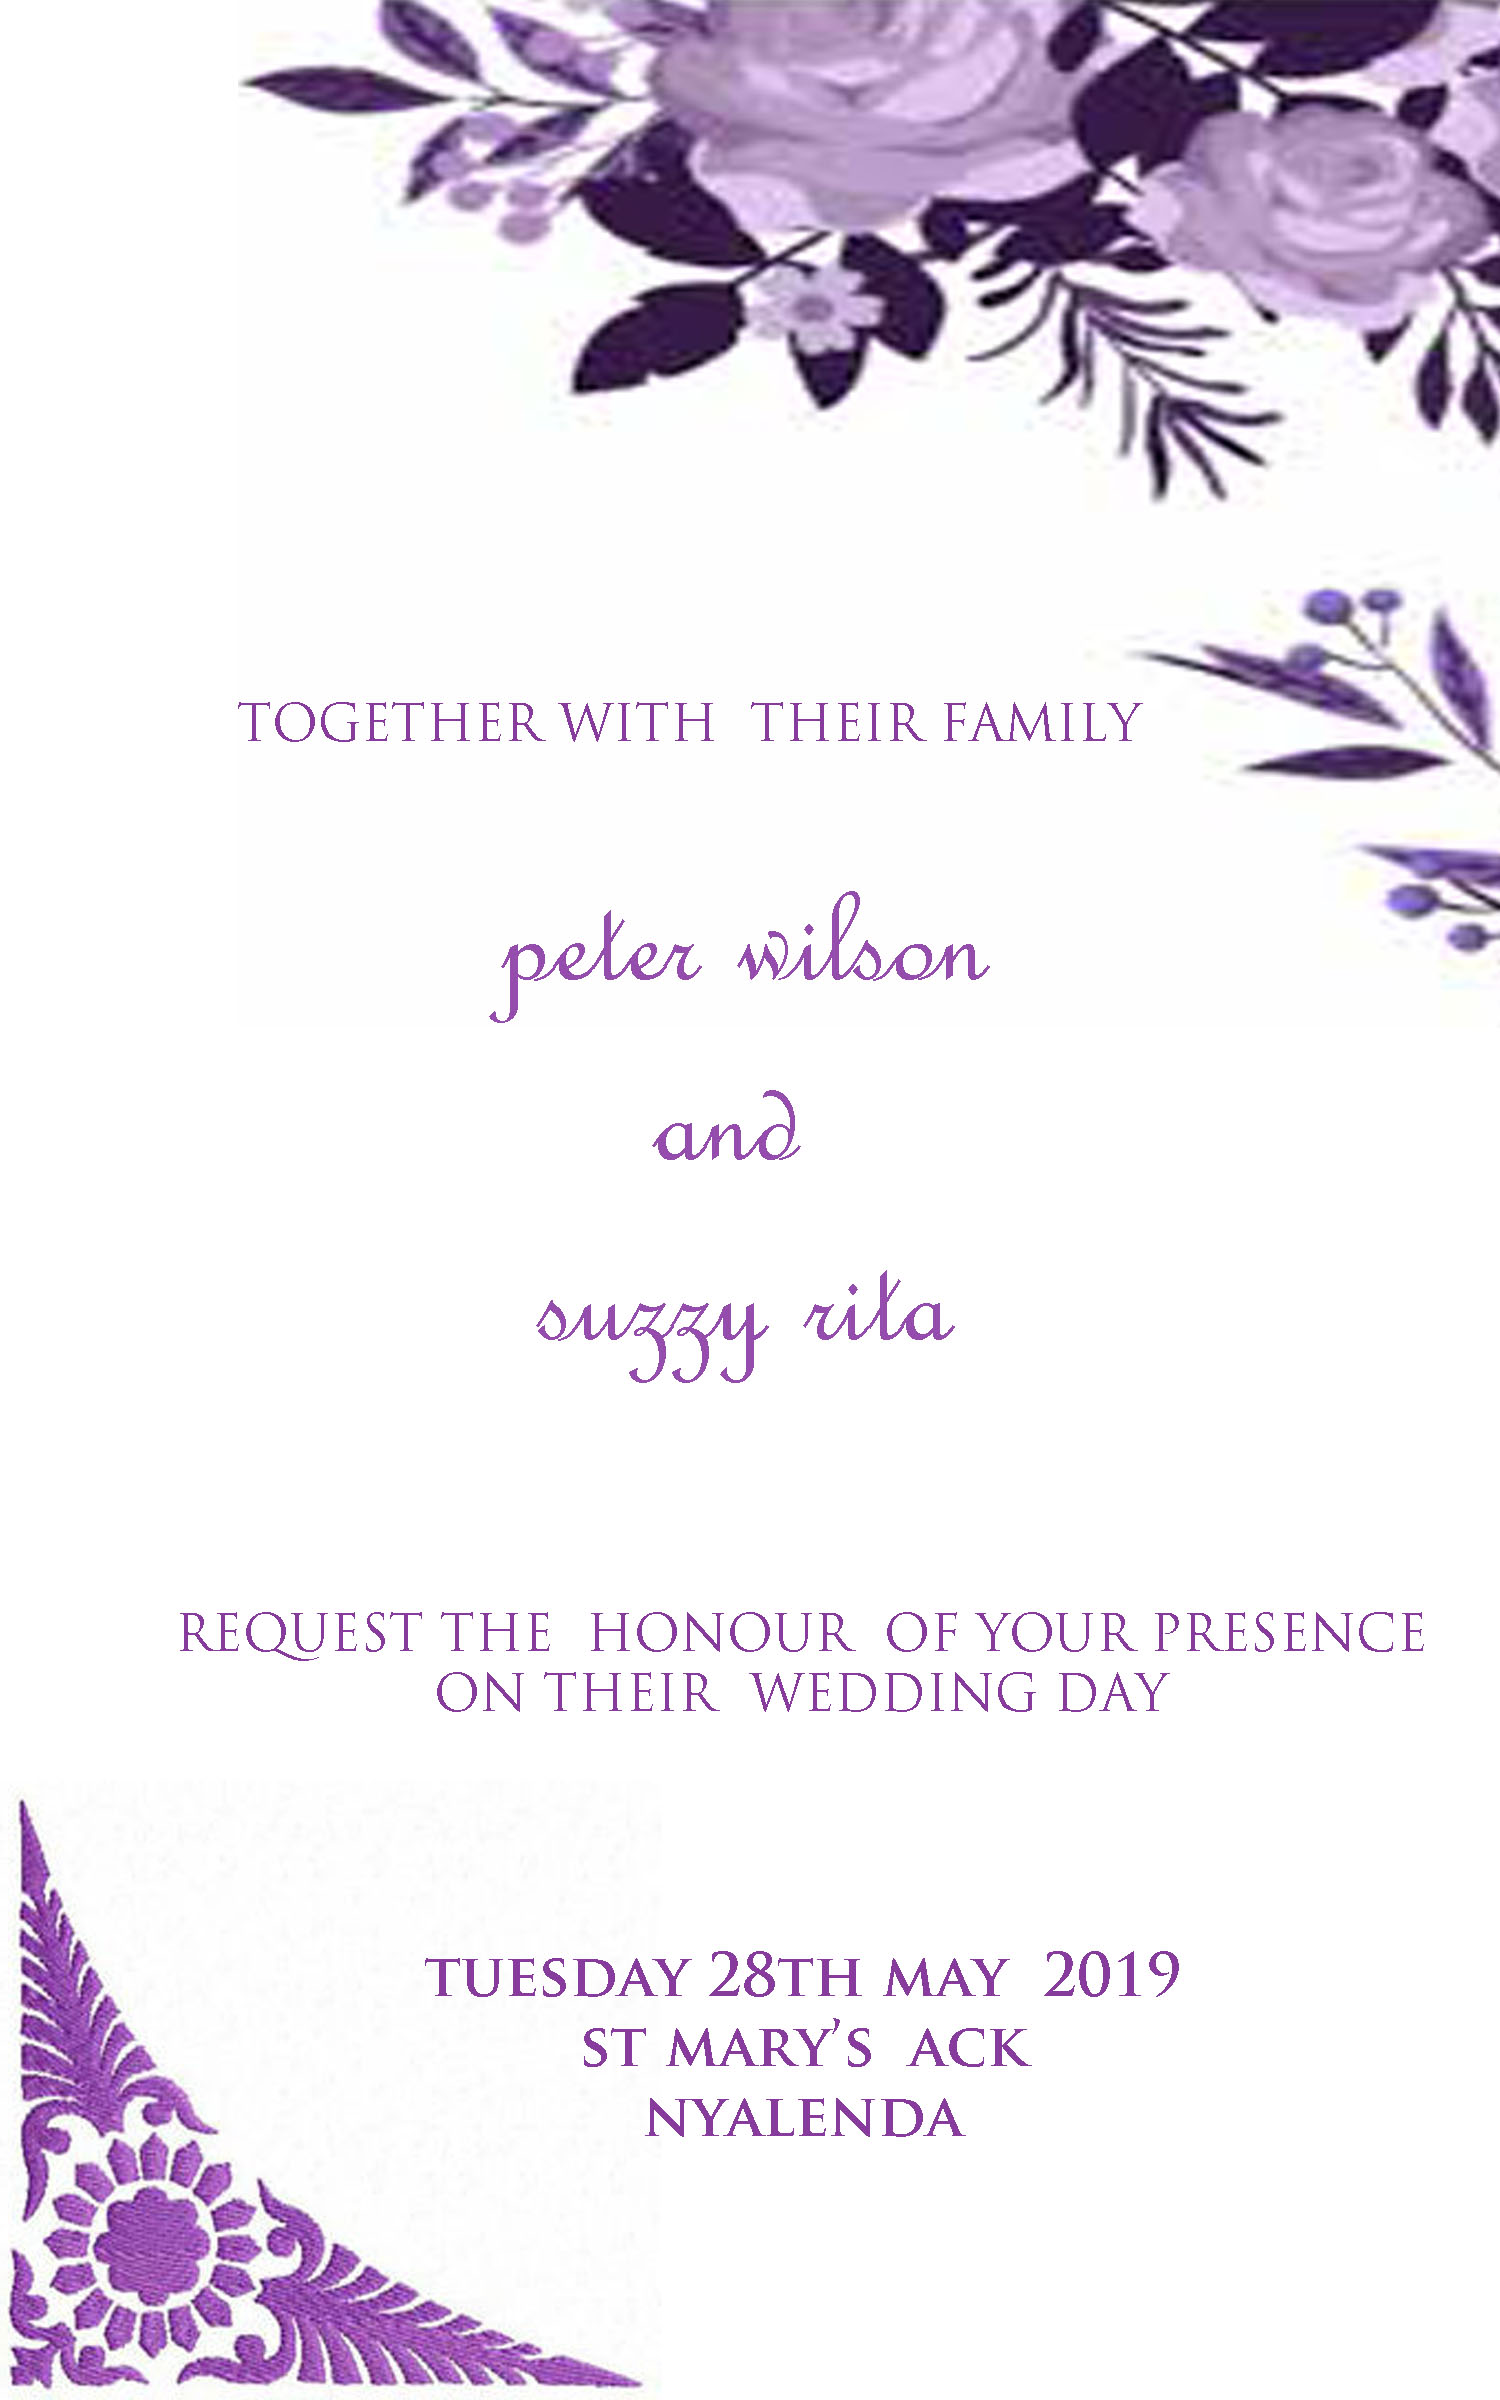 TOGETHER WITH THEIR FAMILY
peter wilson
and
suzzy rita
REQUEST THE HONOUR OF YOUR PRESENCE
ON THEIR WEDDING DAY
TUESDAY 28TH MAY 2019
ST MARY'S ACK
NYALENDA